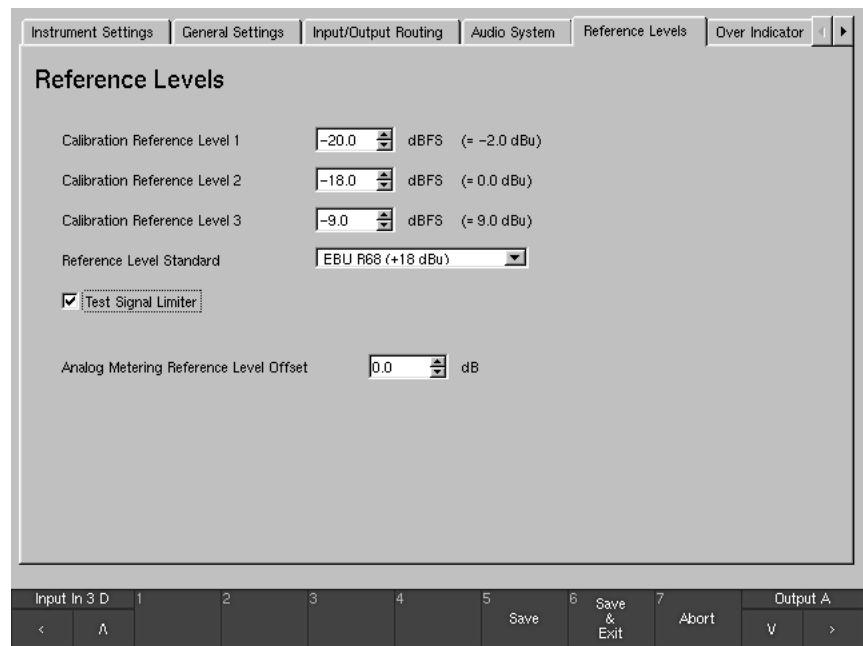 Instrument Settings General Settings Input/Output Routing Audio System Reference Levels Over Indicator
Reference Levels
Calibration Reference Level 1 −20.0 dBFS (= −2.0 dBu)
Calibration Reference Level 2 −18.0 dBFS (= 0.0 dBu)
Calibration Reference Level 3 −9.0 dBFS (= 9.0 dBu)
Reference Level Standard EBU R68 (+18 dBu)
Test Signal Limiter
Analog Metering Reference Level Offset 0.0 dB
Input In 3 D 1 2 3 4 5 Save 6 Save & Exit 7 Abort Output A
< Λ V >